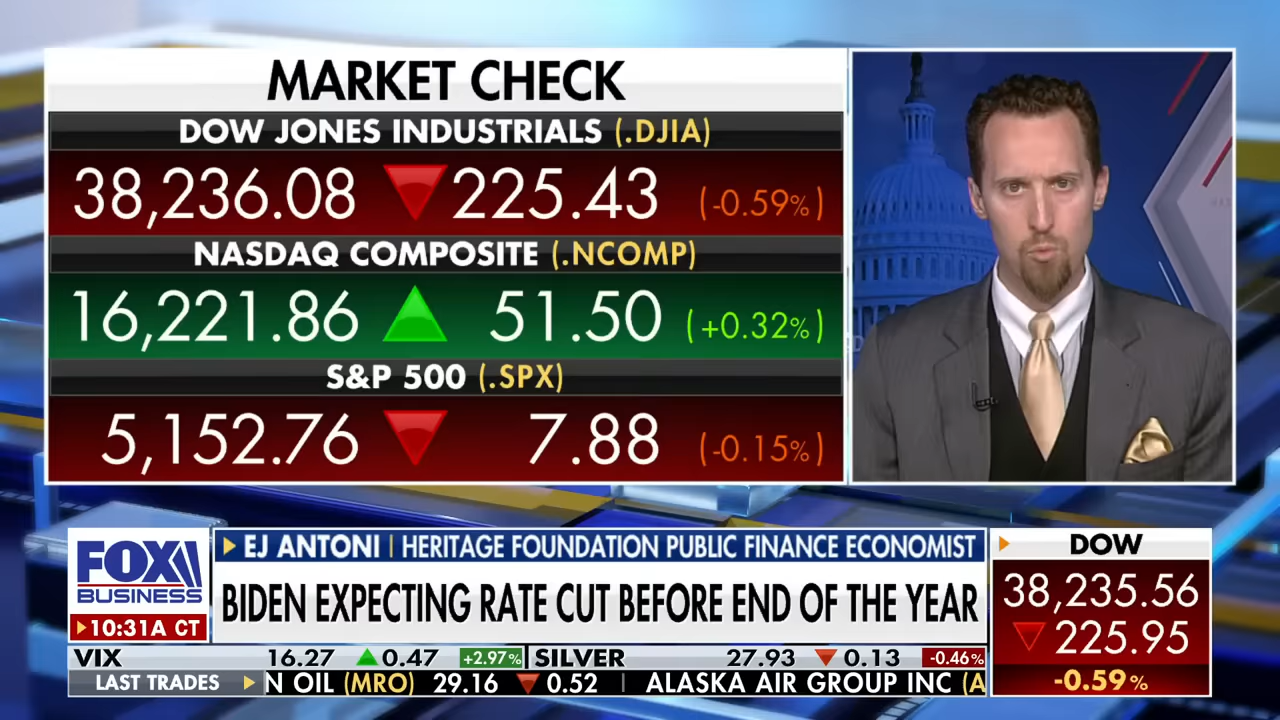 MARKET CHECK
DOW JONES INDUSTRIALS (.DJIA)
38,236.08 ▼ 225.43 (-0.59%)
NASDAQ COMPOSITE (.NCOMP)
16,221.86 ▲ 51.50 (+0.32%)
S&P 500 (.SPX)
5,152.76 ▼ 7.88 (-0.15%)
FOX
BUSINESS
10:31A CT
EJ ANTONI | HERITAGE FOUNDATION PUBLIC FINANCE ECONOMIST
BIDEN EXPECTING RATE CUT BEFORE END OF THE YEAR
DOW
38,235.56
▼ 225.95
-0.59%
VIX 16.27 ▲ 0.47 +2.97% SILVER 27.93 ▼ 0.13 -0.46%
LAST TRADES N OIL (MRO) 29.16 ▼ 0.52 | ALASKA AIR GROUP INC (A